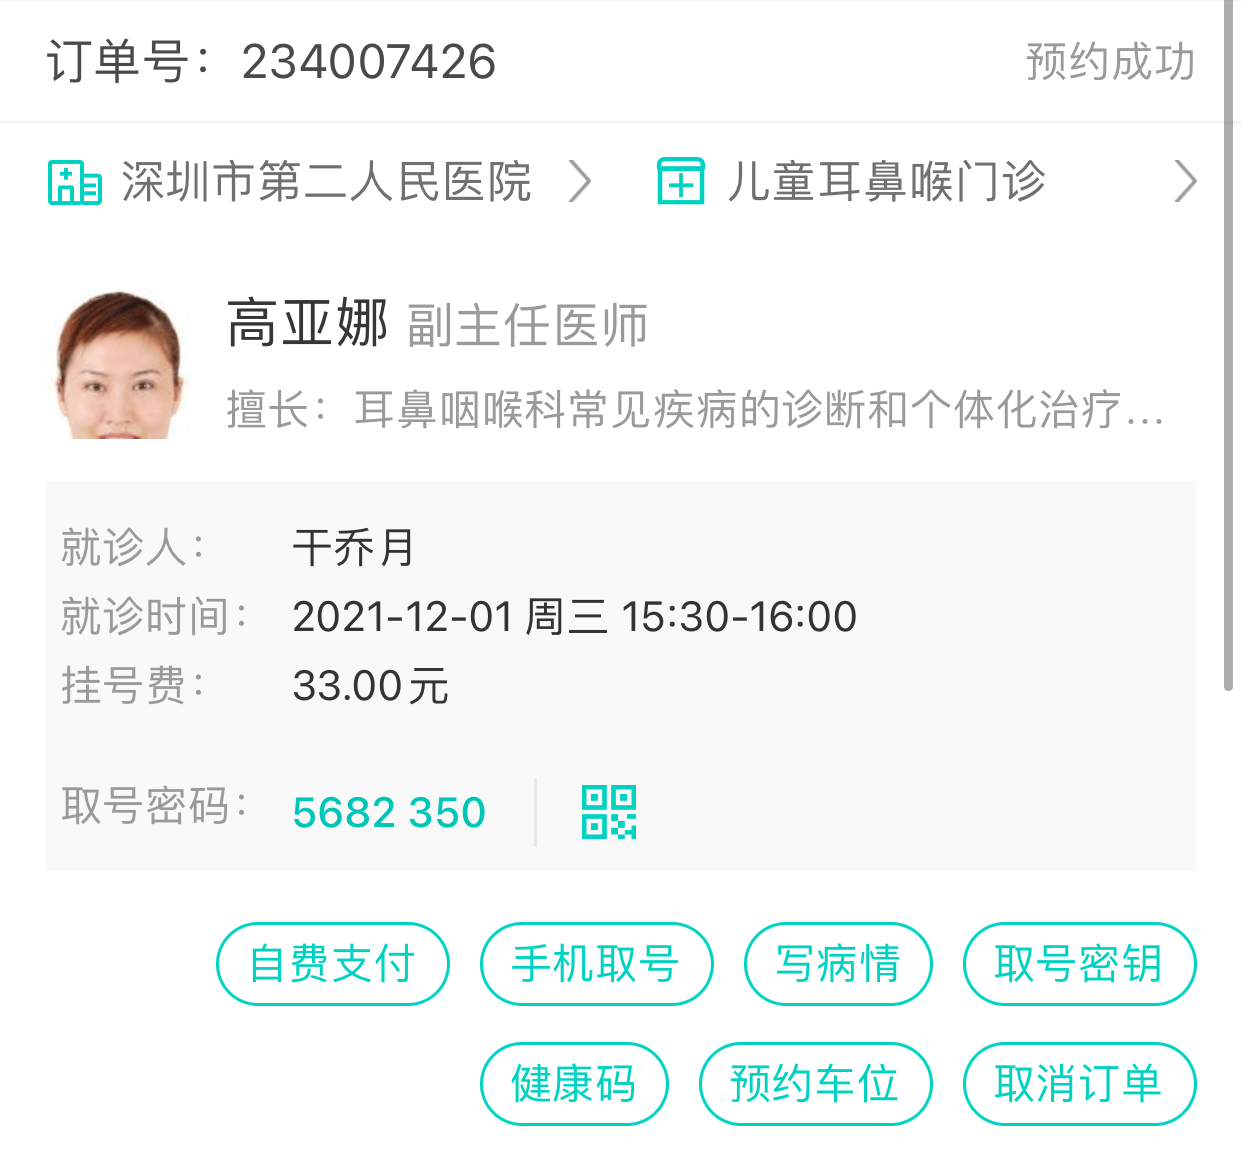 订单号：234007426 预约成功
深圳市第二人民医院 儿童耳鼻喉门诊
高亚娜 副主任医师
擅长：耳鼻咽喉科常见疾病的诊断和个体化治疗...
就诊人： 干乔月
就诊时间： 2021-12-01 周三 15:30-16:00
挂号费： 33.00元
取号密码： 5682 350
自费支付 手机取号 写病情 取号密钥
健康码 预约车位 取消订单